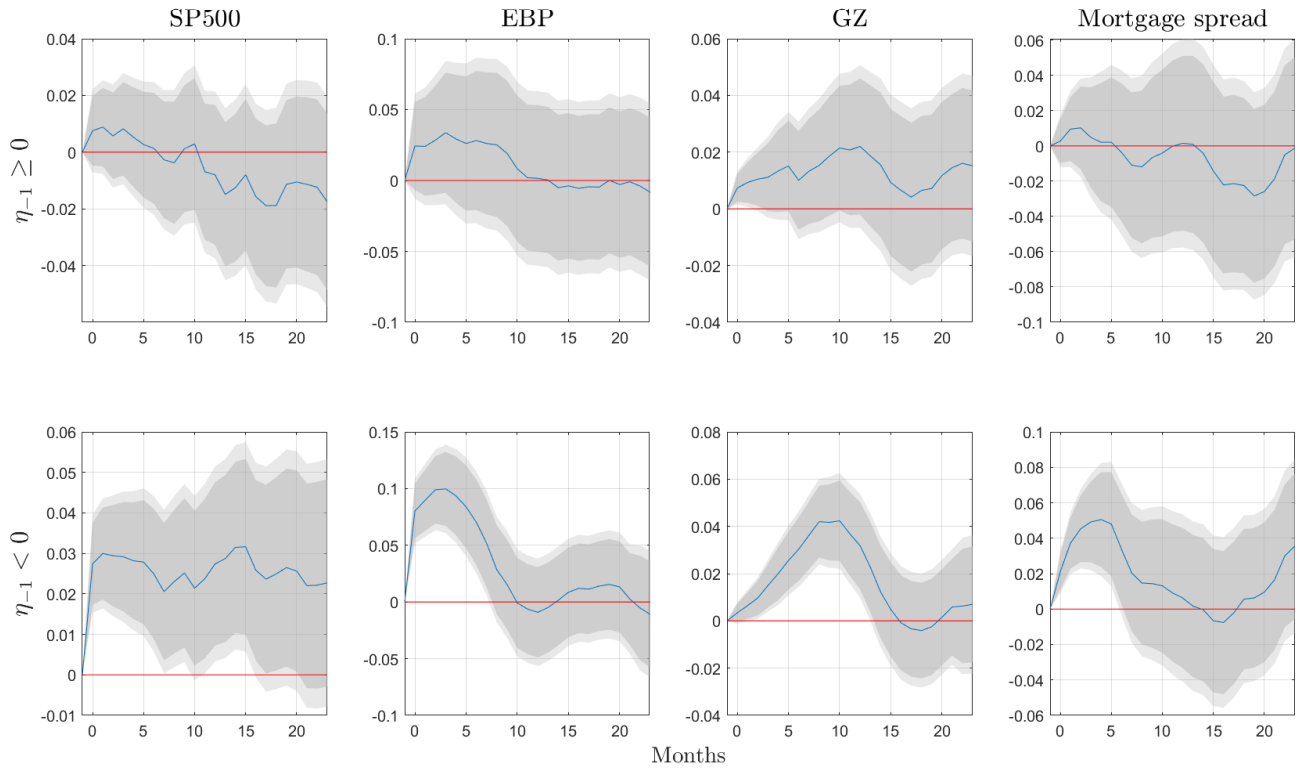 SP500 EBP GZ Mortgage spread
η₋₁ ≥ 0
0.04 0.02 0 -0.02 -0.04
0 5 10 15 20
0.1 0.05 0 -0.05 -0.1
0 5 10 15 20
0.06 0.04 0.02 0 -0.02 -0.04
0 5 10 15 20
0.06 0.04 0.02 0 -0.02 -0.04 -0.06 -0.08 -0.1
0 5 10 15 20
η₋₁ < 0
0.06 0.05 0.04 0.03 0.02 0.01 0 -0.01
0 5 10 15 20
0.15 0.1 0.05 0 -0.05 -0.1
0 5 10 15 20
0.08 0.06 0.04 0.02 0 -0.02 -0.04
0 5 10 15 20
0.1 0.08 0.06 0.04 0.02 0 -0.02 -0.04 -0.06
0 5 10 15 20
Months